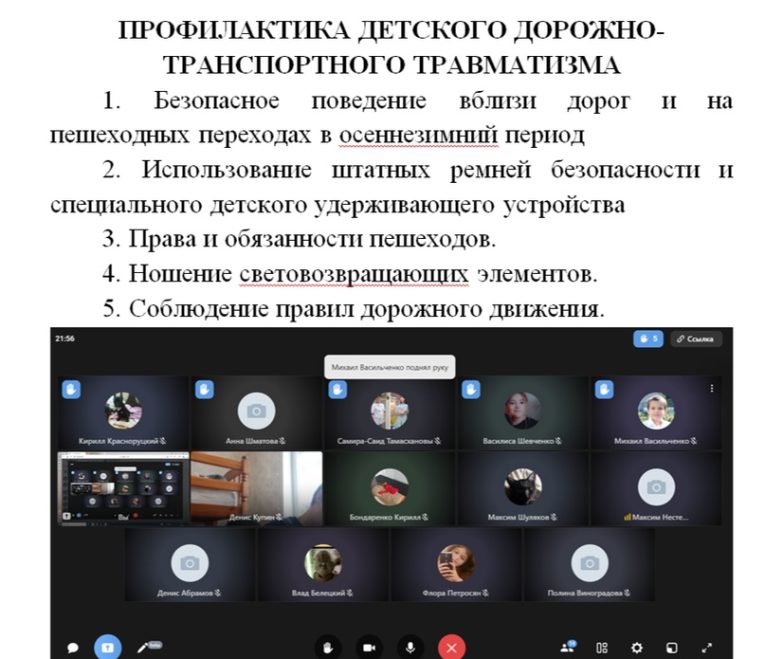 ПРОФИЛАКТИКА ДЕТСКОГО ДОРОЖНО-
ТРАНСПОРТНОГО ТРАВМАТИЗМА
1. Безопасное поведение вблизи дорог и на
пешеходных переходах в осеннезимний период
2. Использование штатных ремней безопасности и
специального детского удерживающего устройства
3. Права и обязанности пешеходов.
4. Ношение световозвращающих элементов.
5. Соблюдение правил дорожного движения.
21:56
5
Ссылка
Михаил Васильченко поднял руку
Кирилл Красноруцкий
Анна Шматова
Самира-Саид Тамаскановы
Василиса Шевченко
Михаил Васильченко
Вы
Денис Купин
Бондаренко Кирилл
Максим Шуляков
Максим Несте...
Денис Абрамов
Влад Белецкий
Флора Петросян
Полина Виноградова